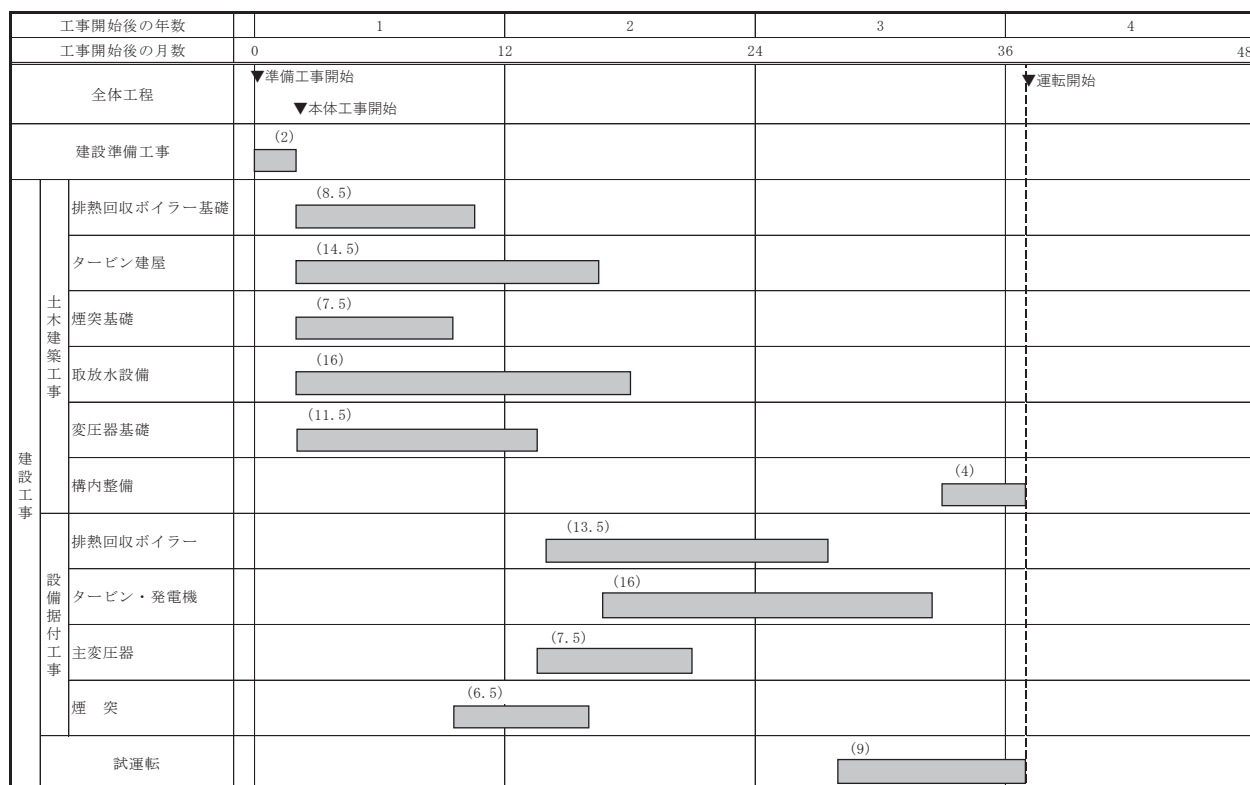 工事開始後の年数 1 2 3 4
工事開始後の月数 0 12 24 36 48
全体工程
▼準備工事開始
▼運転開始
▼本体工事開始
建設準備工事 (2)
建設工事
土木建築工事
排熱回収ボイラー基礎 (8.5)
タービン建屋 (14.5)
煙突基礎 (7.5)
取放水設備 (16)
変圧器基礎 (11.5)
構内整備 (4)
設備据付工事
排熱回収ボイラー (13.5)
タービン・発電機 (16)
主変圧器 (7.5)
煙　突 (6.5)
試運転 (9)